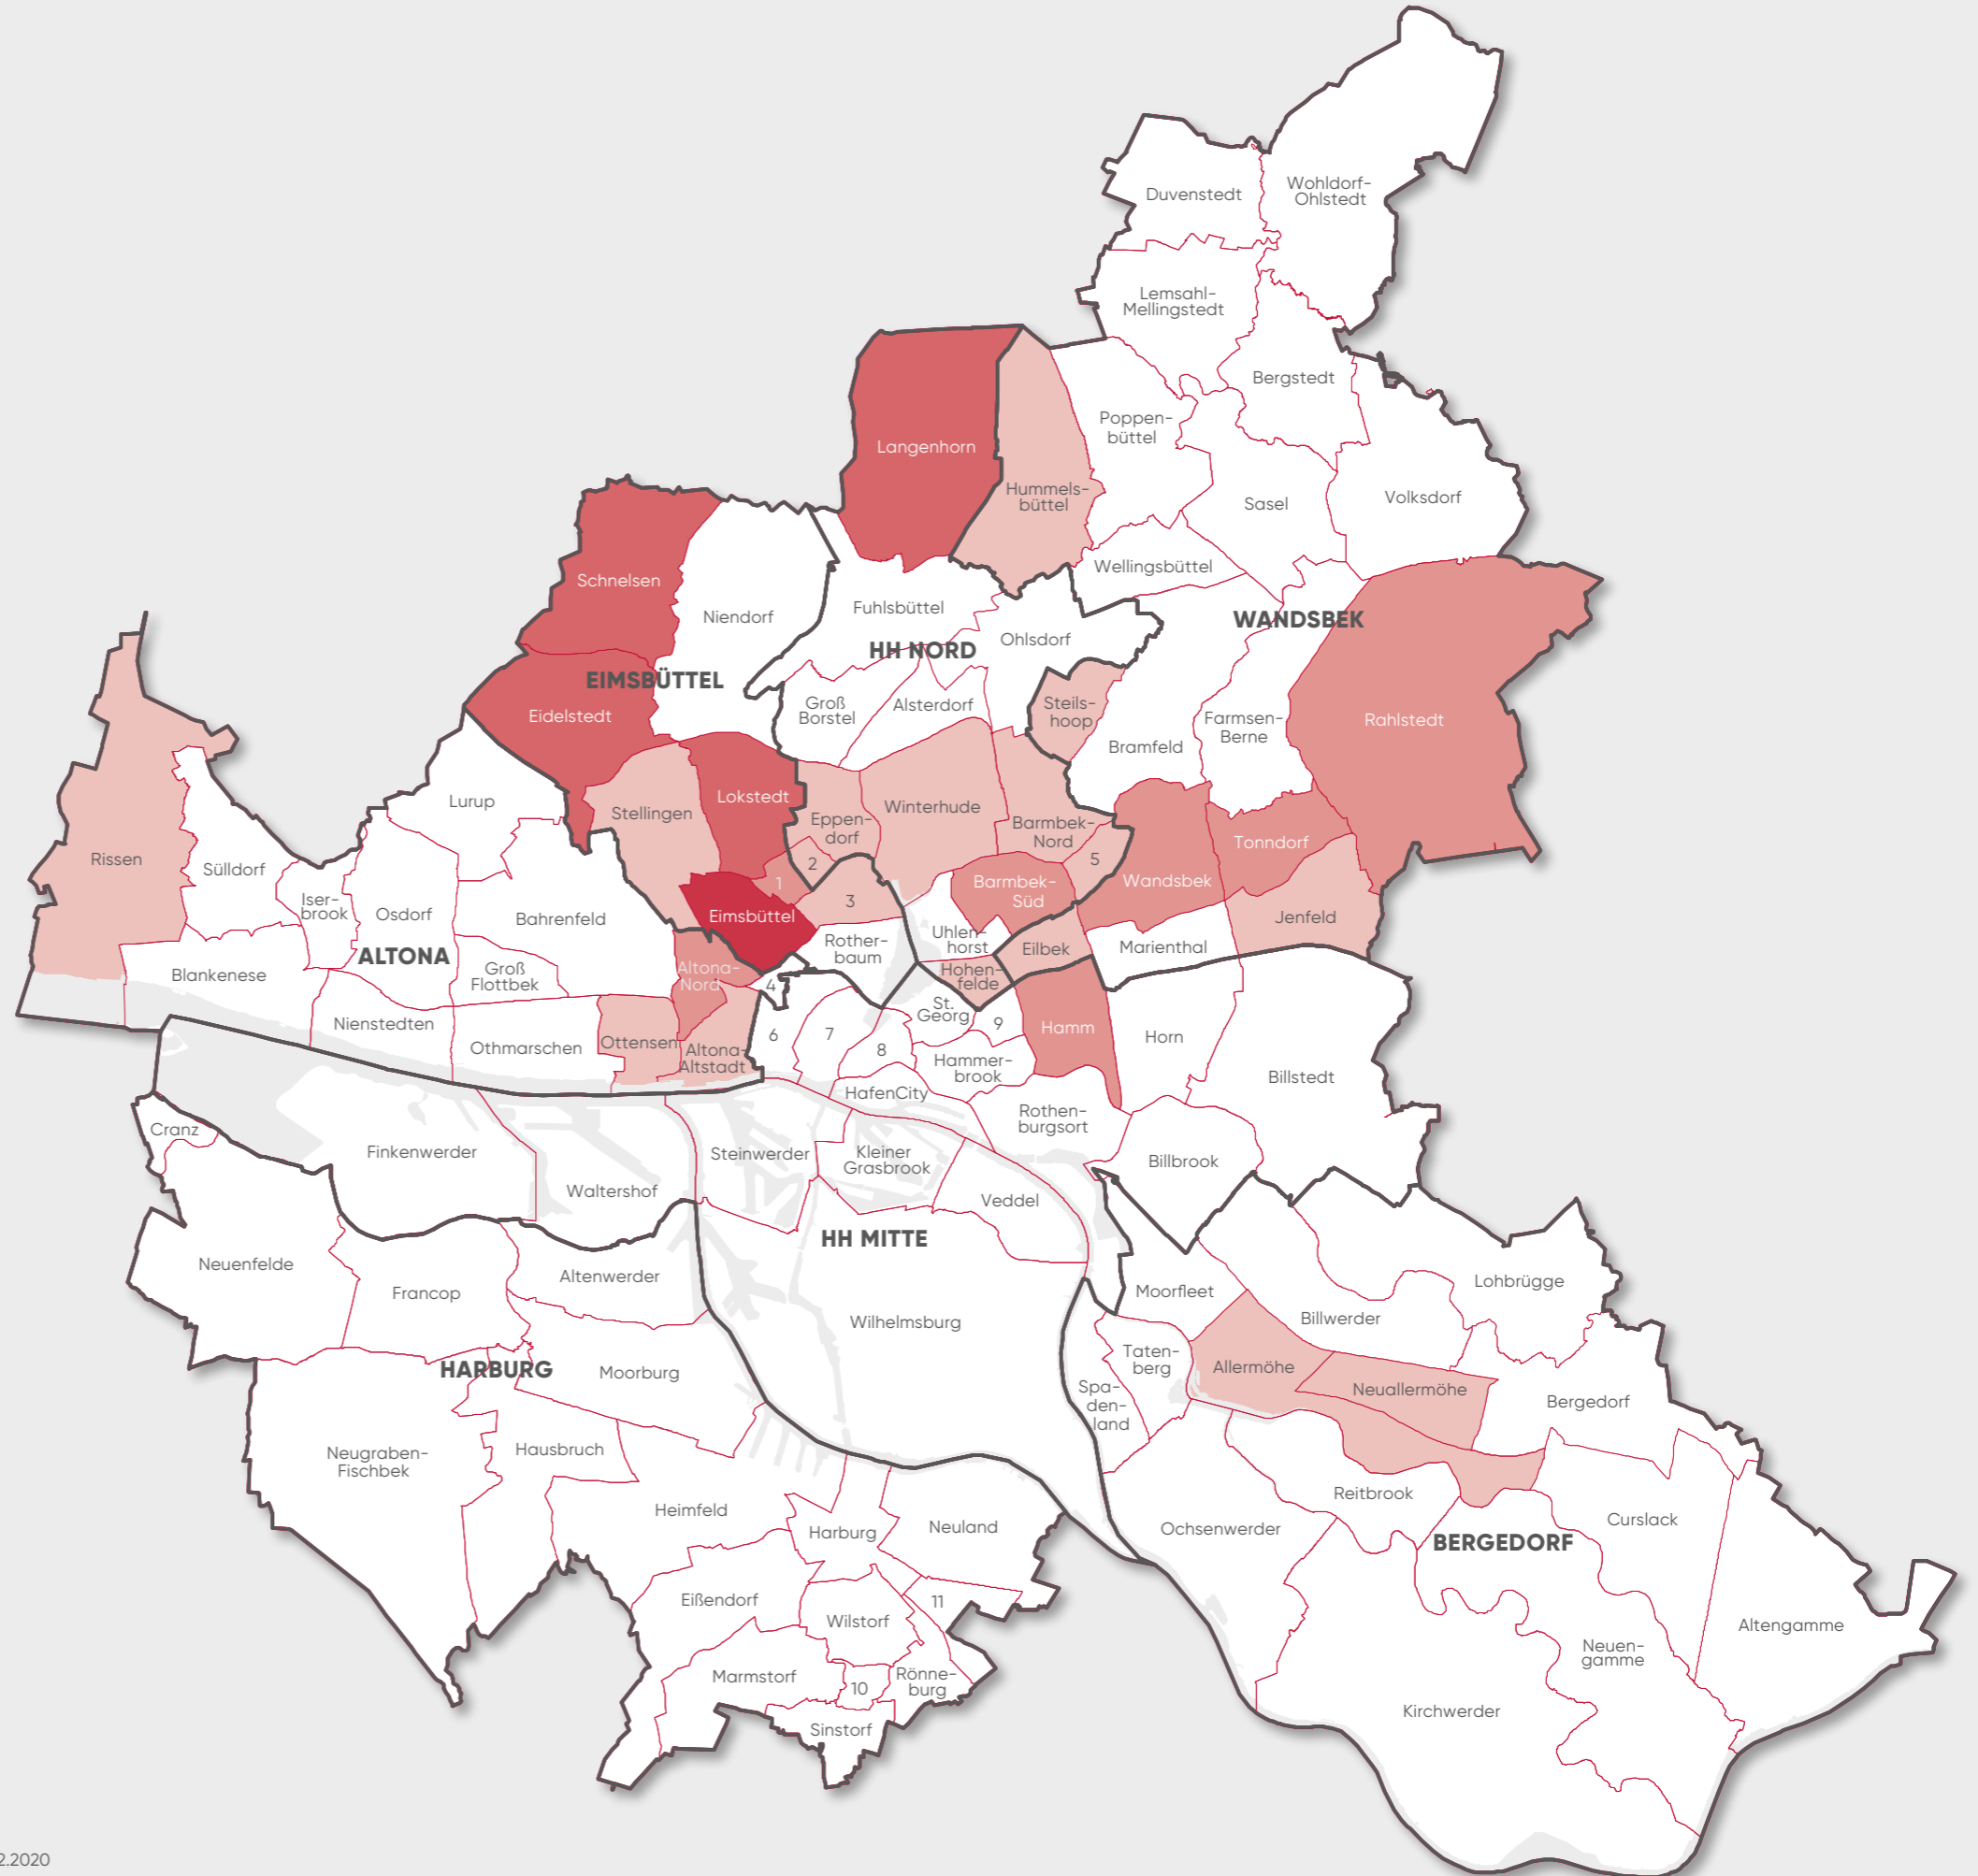 Duvenstedt
Wohldorf-
Ohlstedt
Lemsahl-
Mellingstedt
Bergstedt
Poppen-
büttel
Langenhorn
Hummels-
büttel
Sasel
Volksdorf
Wellingsbüttel
Schnelsen
Niendorf
Fuhlsbüttel
HH NORD
Ohlsdorf
WANDSBEK
EIMSBÜTTEL
Eidelstedt
Groß
Borstel
Alsterdorf
Steils-
hoop
Bramfeld
Farmsen-
Berne
Rahlstedt
Lurup
Stellingen
Lokstedt
Eppen-
dorf
Winterhude
Barmbek-
Nord
5
Tonndorf
Rissen
Sülldorf
Iser-
brook
Osdorf
Bahrenfeld
1
2
3
Eimsbüttel
Barmbek-
Süd
Wandsbek
Jenfeld
Uhlen-
horst
Eilbek
Marienthal
Rother-
baum
ALTONA
Blankenese
Groß
Flottbek
Altona-
Nord
4
Hohen-
felde
St.
Georg
9
Hamm
Horn
Billstedt
Nienstedten
Othmarschen
Ottensen
Altona-
Altstadt
6
7
8
Hammer-
brook
HafenCity
Rothen-
burgsort
Billbrook
Cranz
Finkenwerder
Waltershof
Steinwerder
Kleiner
Grasbrook
Veddel
HH MITTE
Neuenfelde
Francop
Altenwerder
Wilhelmsburg
Moorfleet
Billwerder
Lohbrügge
HARBURG
Moorburg
Taten-
berg
Spa-
den-
land
Allermöhe
Neuallermöhe
Bergedorf
Neugraben-
Fischbek
Hausbruch
Heimfeld
Harburg
Neuland
Ochsenwerder
Reitbrook
BERGEDORF
Curslack
Eißendorf
Wilstorf
11
Altengamme
Neuen-
gamme
Marmstorf
10
Rönne-
burg
Sinstorf
Kirchwerder
2.2020